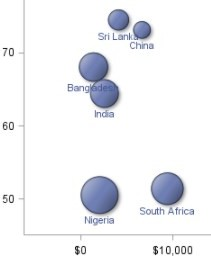 Sri Lanka
China
70
Bangladesh
India
60
50
South Africa
Nigeria
$0 $10,000